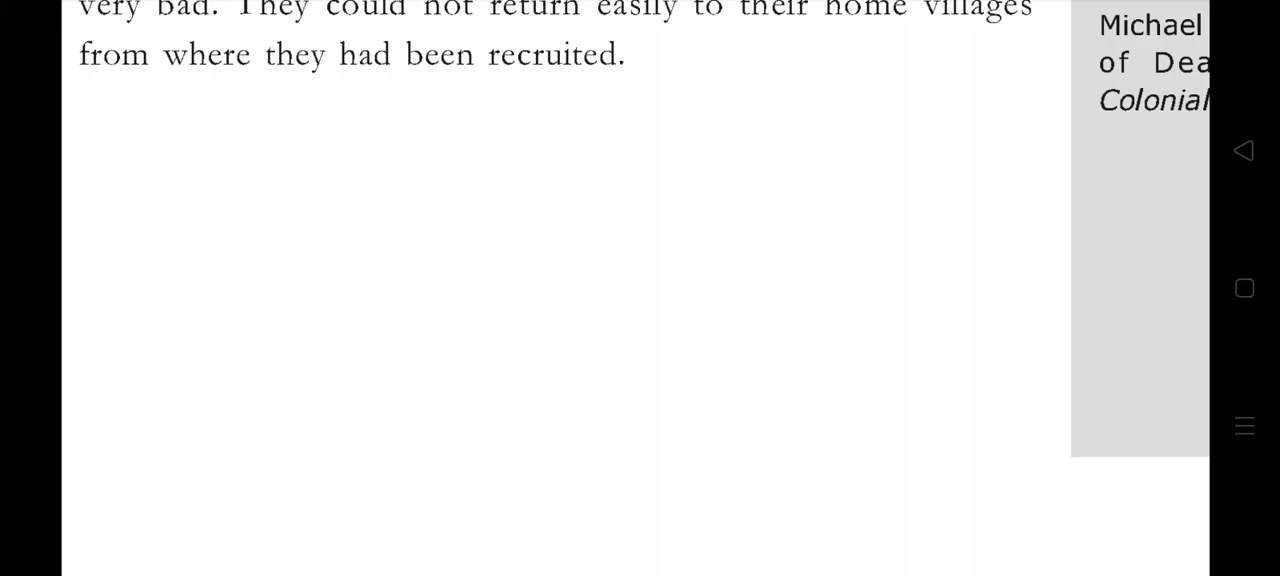 very bad. They could not return easily to their home villages
from where they had been recruited.
Michael
of Dea
Colonial